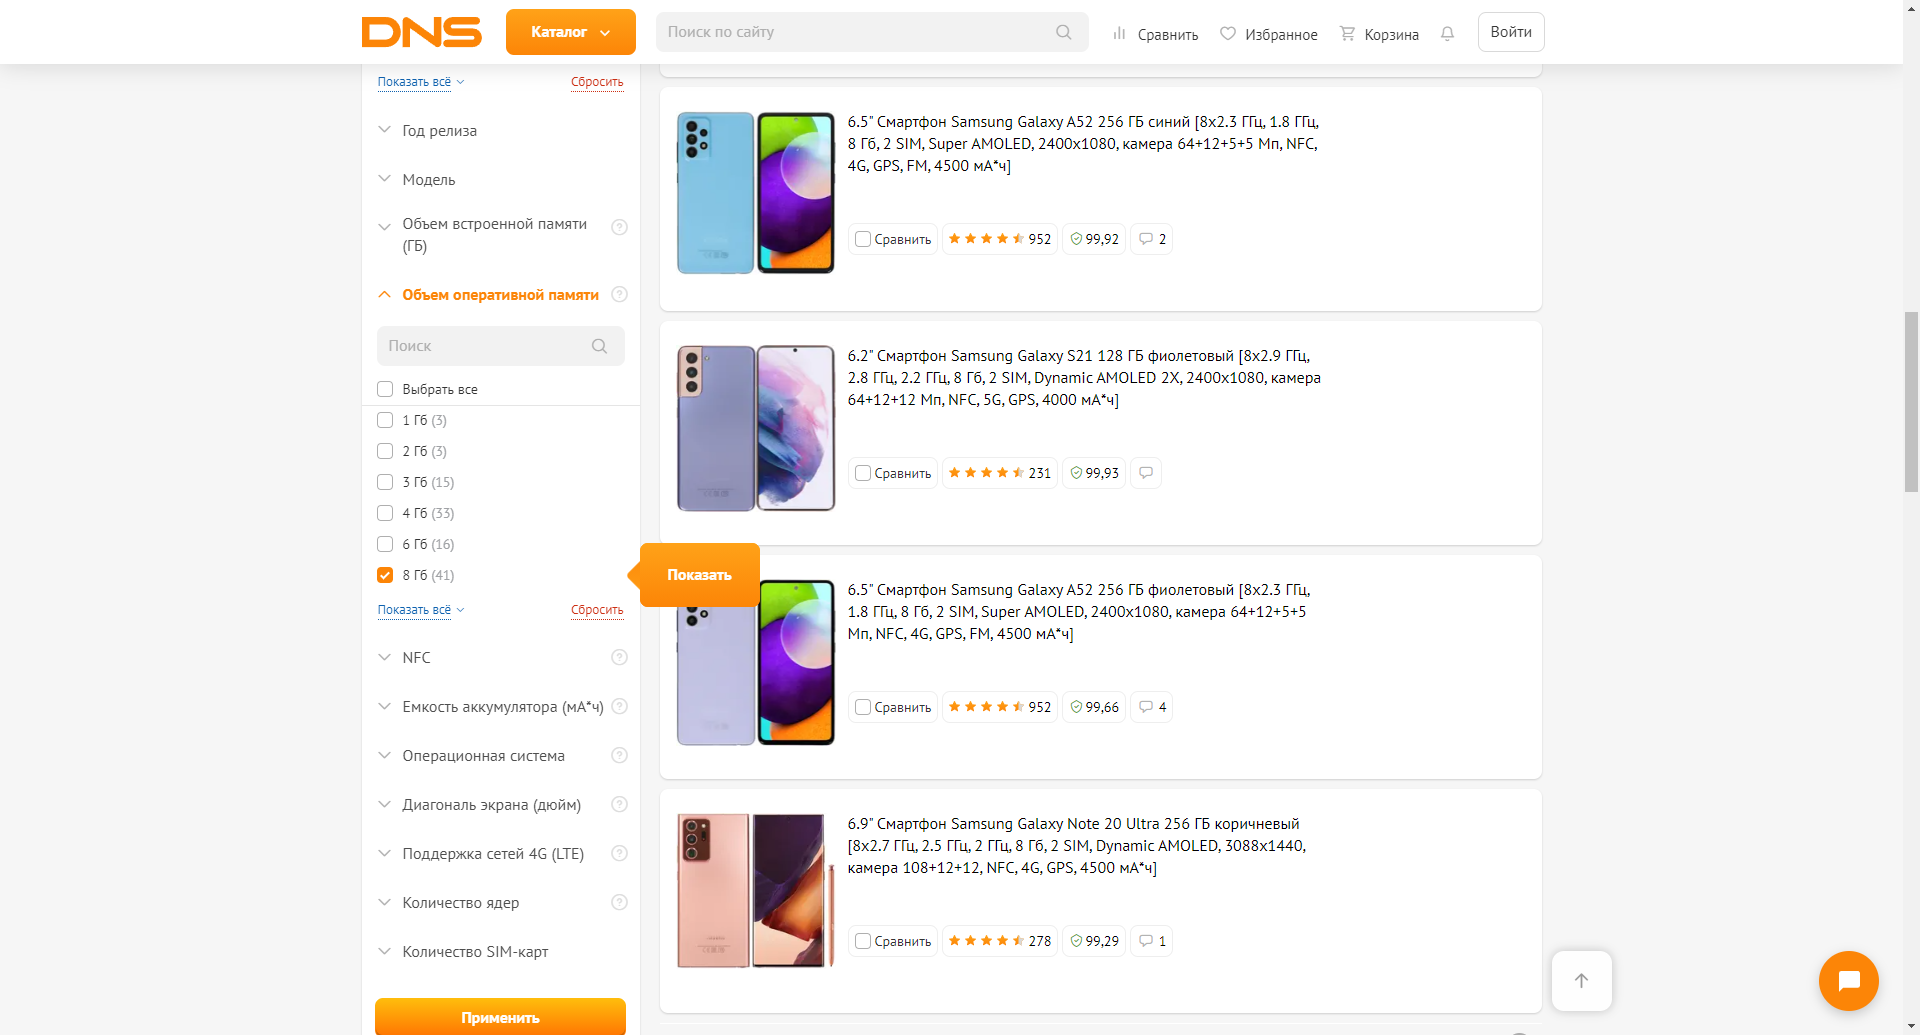 DNS
Каталог
Поиск по сайту
Сравнить
Избранное
Корзина
Войти
Показать всё
Сбросить
Год релиза
Модель
Объем встроенной памяти
(ГБ)
?
Объем оперативной памяти
?
Поиск
Выбрать все
1 Гб (3)
2 Гб (3)
3 Гб (15)
4 Гб (33)
6 Гб (16)
8 Гб (41)
Показать
Показать всё
Сбросить
NFC
?
Емкость аккумулятора (мА*ч)
?
Операционная система
?
Диагональ экрана (дюйм)
?
Поддержка сетей 4G (LTE)
?
Количество ядер
?
Количество SIM-карт
Применить
6.5" Смартфон Samsung Galaxy A52 256 ГБ синий [8x2.3 ГГц, 1.8 ГГц,
8 Гб, 2 SIM, Super AMOLED, 2400x1080, камера 64+12+5+5 Мп, NFC,
4G, GPS, FM, 4500 мА*ч]
Сравнить
952
99,92
2
6.2" Смартфон Samsung Galaxy S21 128 ГБ фиолетовый [8x2.9 ГГц,
2.8 ГГц, 2.2 ГГц, 8 Гб, 2 SIM, Dynamic AMOLED 2X, 2400x1080, камера
64+12+12 Мп, NFC, 5G, GPS, 4000 мА*ч]
Сравнить
231
99,93
6.5" Смартфон Samsung Galaxy A52 256 ГБ фиолетовый [8x2.3 ГГц,
1.8 ГГц, 8 Гб, 2 SIM, Super AMOLED, 2400x1080, камера 64+12+5+5
Мп, NFC, 4G, GPS, FM, 4500 мА*ч]
Сравнить
952
99,66
4
6.9" Смартфон Samsung Galaxy Note 20 Ultra 256 ГБ коричневый
[8x2.7 ГГц, 2.5 ГГц, 2 ГГц, 8 Гб, 2 SIM, Dynamic AMOLED, 3088x1440,
камера 108+12+12, NFC, 4G, GPS, 4500 мА*ч]
Сравнить
278
99,29
1